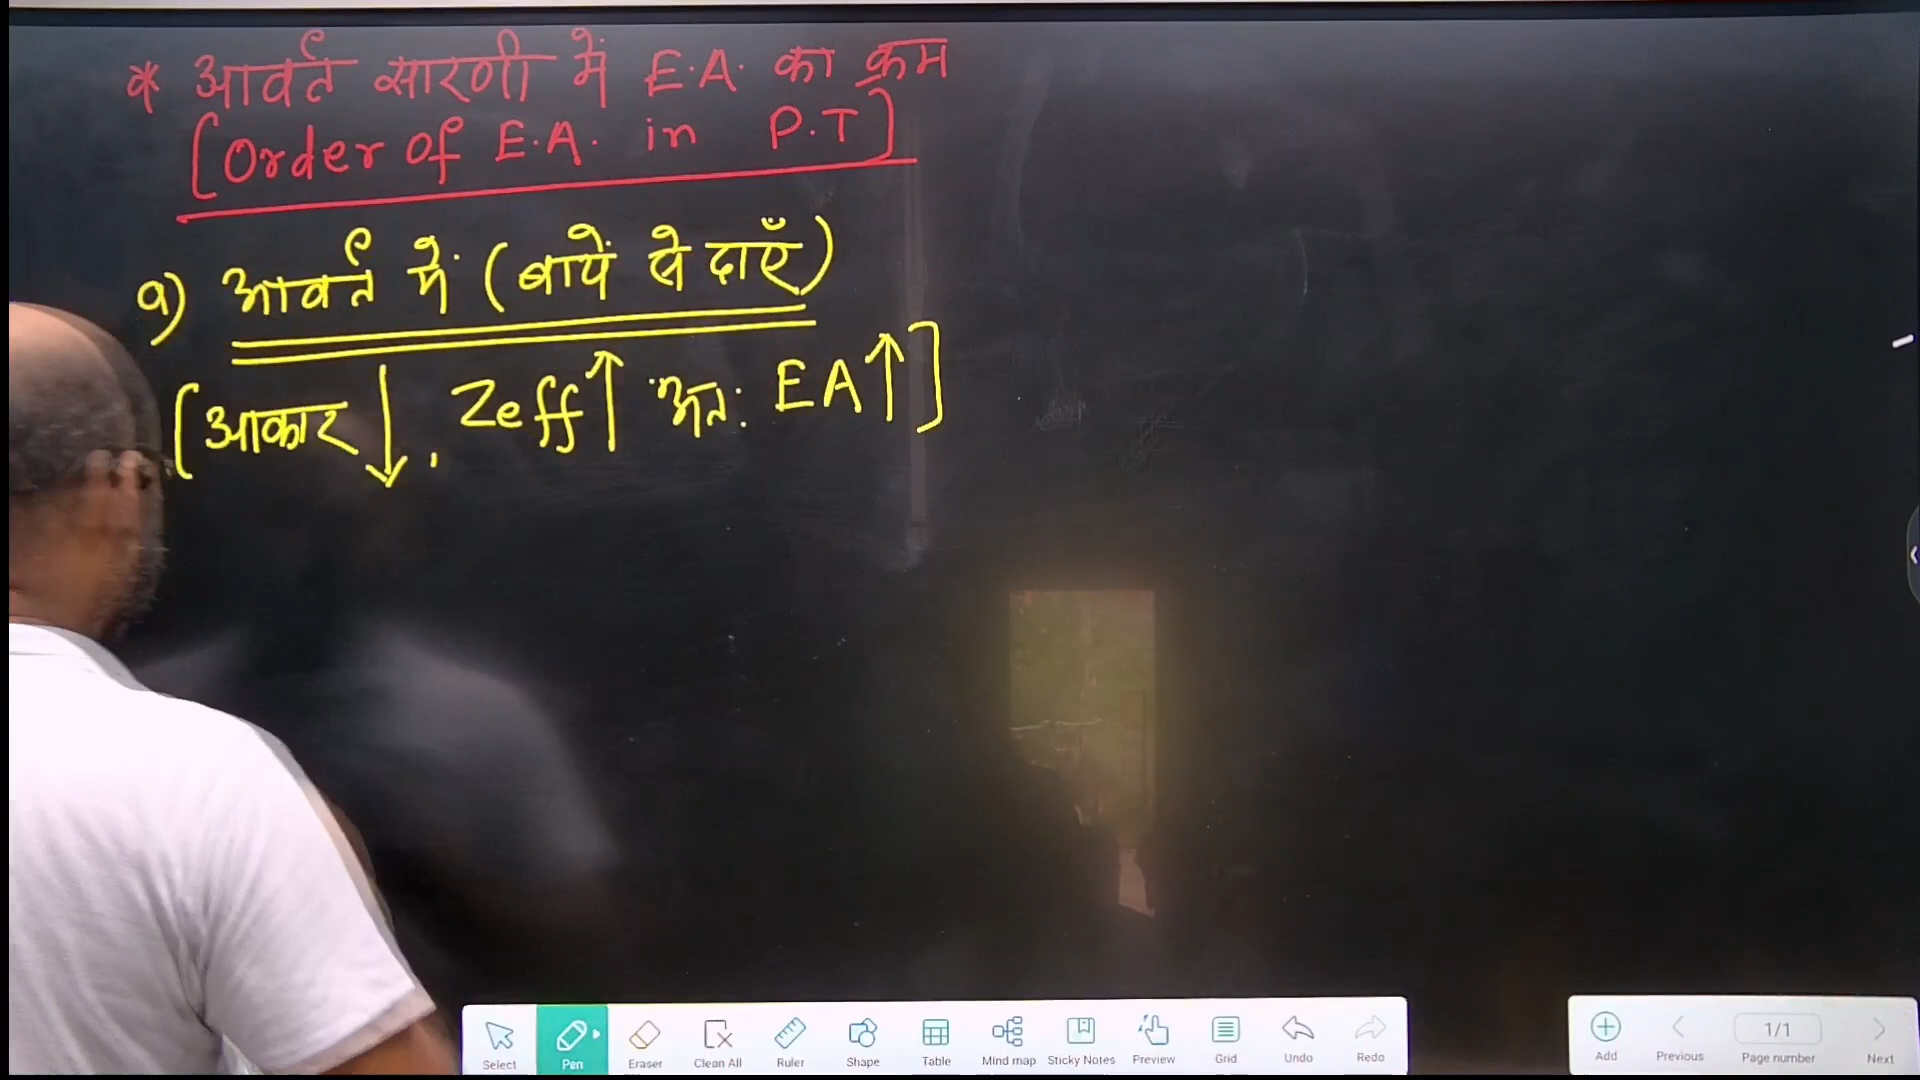 * आवर्त सारणी में E.A. का क्रम
[Order of E.A. in P.T]
a) आवर्त में (बायें से दाएँ)
[आकार ↓, Zeff ↑ अतः EA ↑]
Select Pen Eraser Clean All Ruler Shape Table Mind map Sticky Notes Preview Grid Undo Redo
Add Previous 1/1 Page number Next